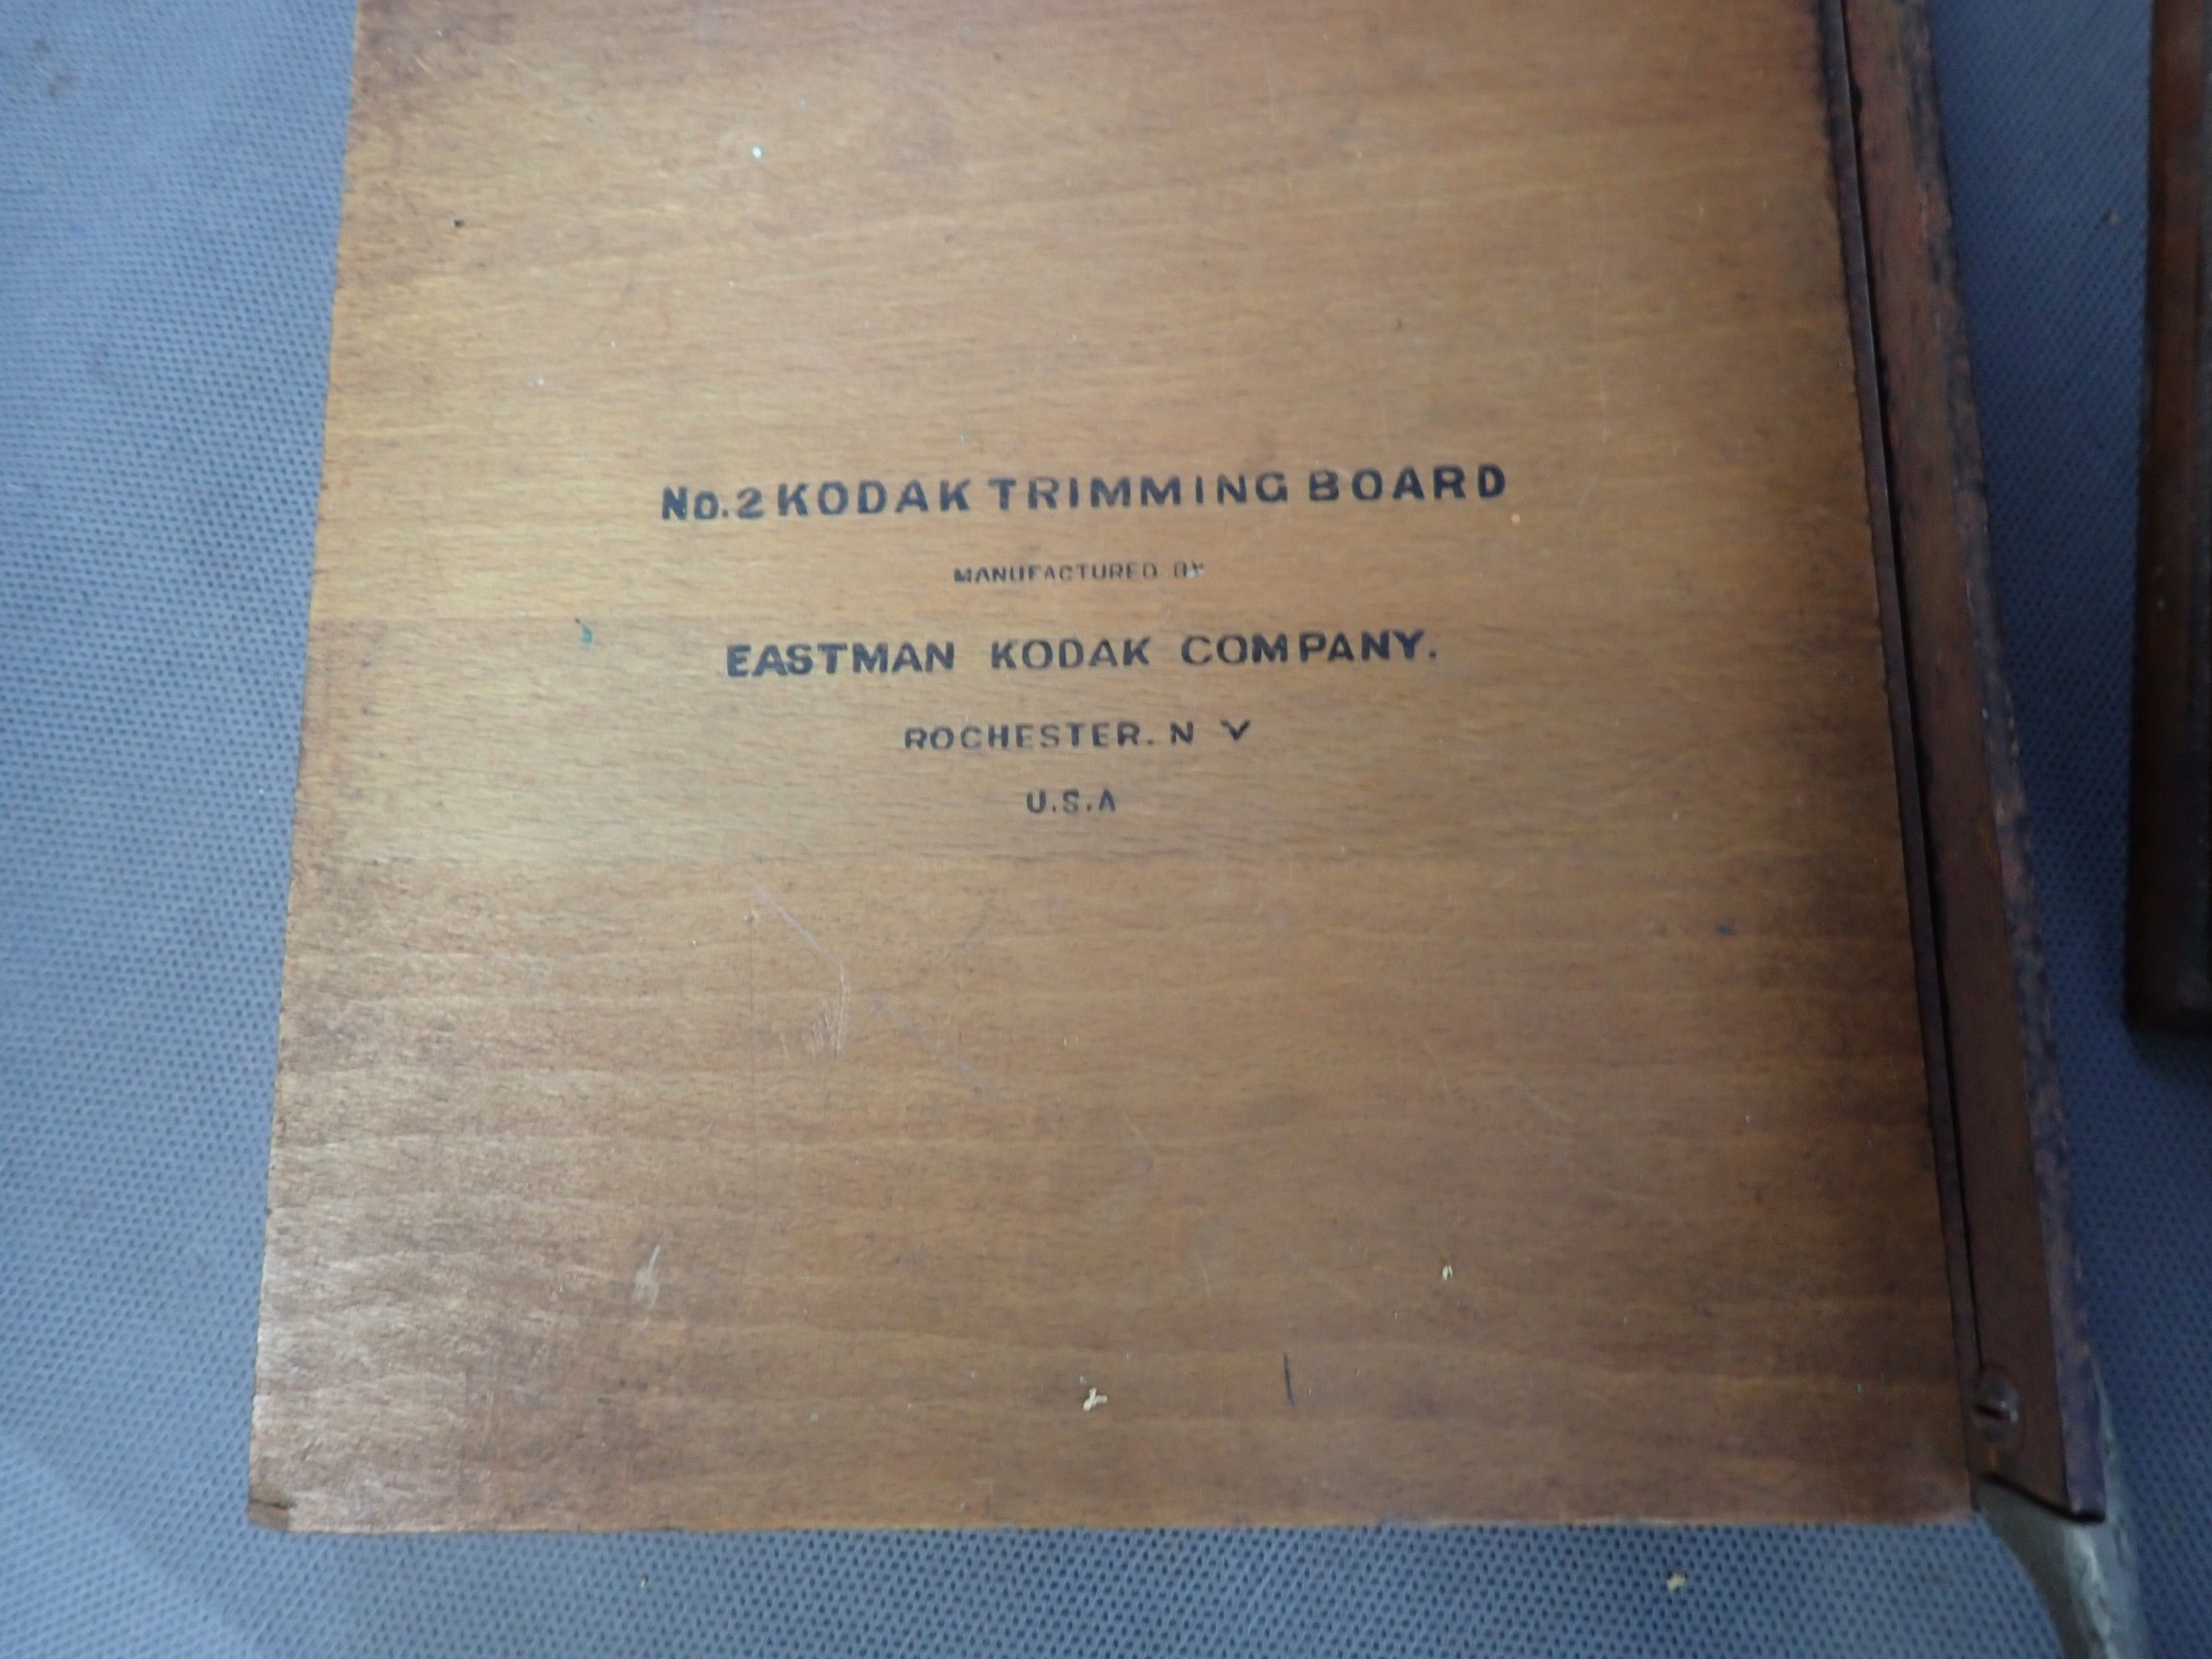 No. 2 KODAK TRIMMING BOARD
MANUFACTURED BY
EASTMAN KODAK COMPANY.
ROCHESTER. N Y
U.S.A